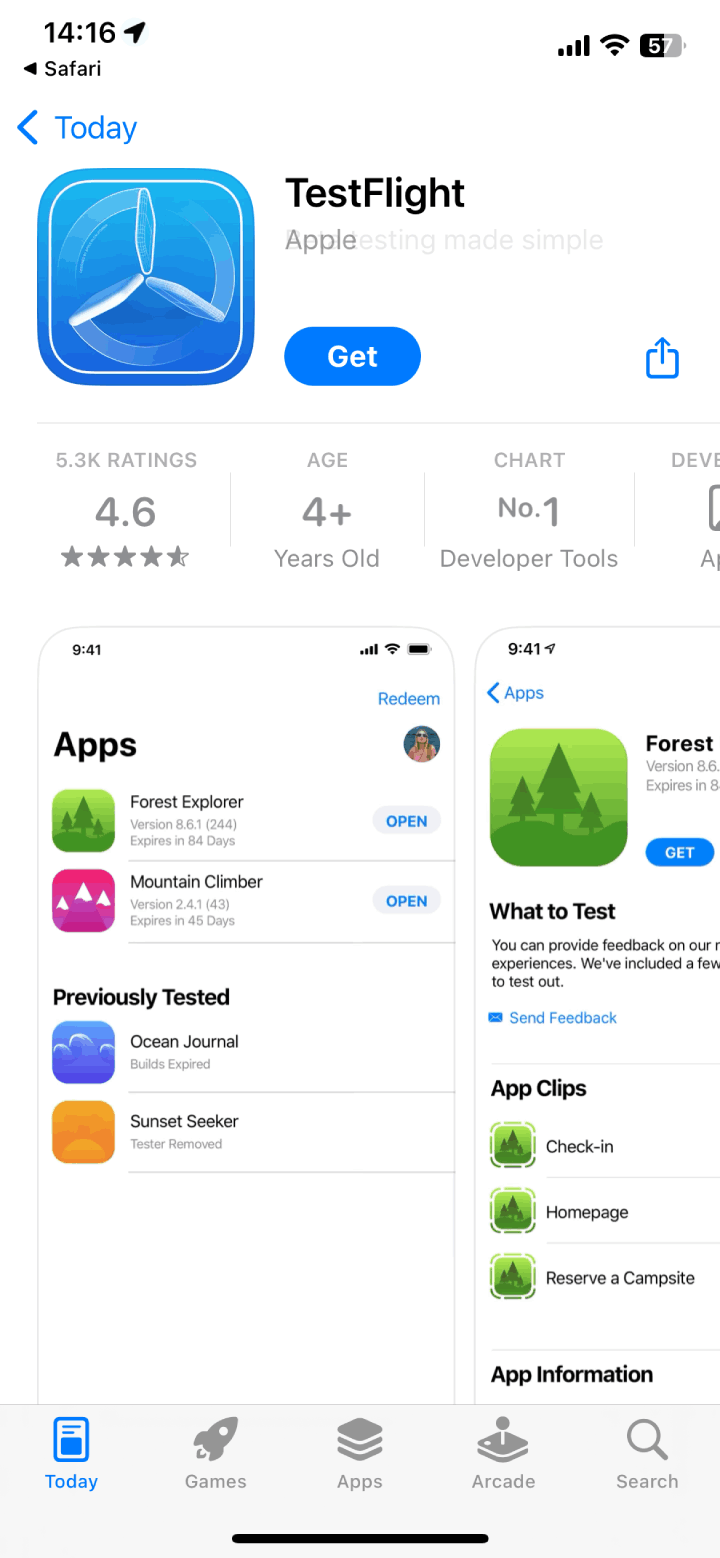 14:16
57
Safari
Today
TestFlight
Apple
testing made simple
Get
5.3K RATINGS
4.6
AGE
4+
Years Old
CHART
No.1
Developer Tools
DEVE
Ap
9:41
Redeem
Apps
Forest Explorer
Version 8.6.1 (244)
Expires in 84 Days
OPEN
Mountain Climber
Version 2.4.1 (43)
Expires in 45 Days
OPEN
Previously Tested
Ocean Journal
Builds Expired
Sunset Seeker
Tester Removed
9:41
Apps
Forest
Version 8.6.
Expires in 8
GET
What to Test
You can provide feedback on our
experiences. We've included a few
to test out.
Send Feedback
App Clips
Check-in
Homepage
Reserve a Campsite
App Information
Today
Games
Apps
Arcade
Search